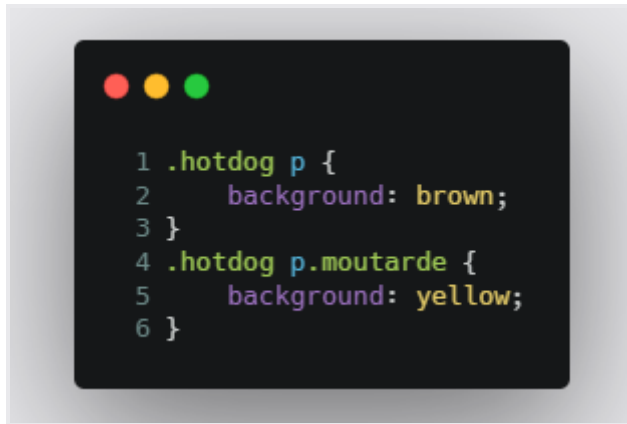 1 .hotdog p {
2     background: brown;
3 }
4 .hotdog p.moutarde {
5     background: yellow;
6 }